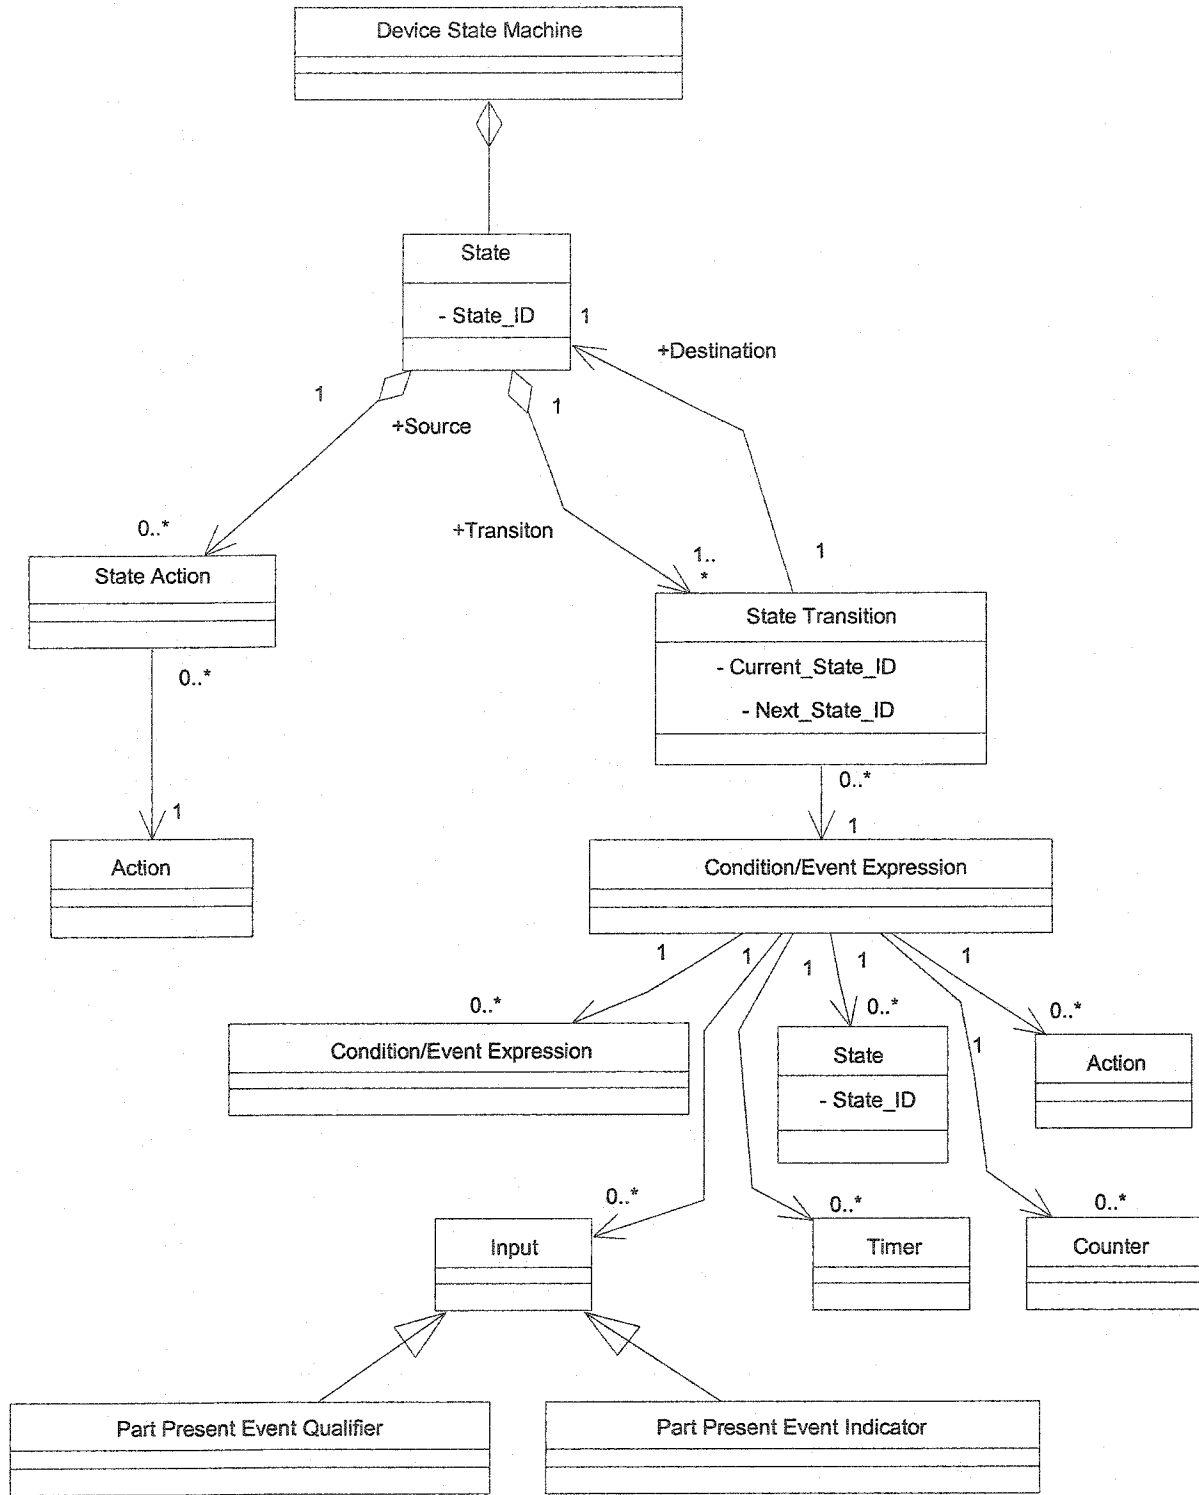 Device State Machine
State
- State_ID
1
+Destination
1
1
+Source
0..*
+Transiton
1..
*
1
State Action
State Transition
- Current_State_ID
- Next_State_ID
0..*
0..*
1
1
Action
Condition/Event Expression
1
1
1
1
1
0..*
0..*
0..*
Condition/Event Expression
State
- State_ID
1
Action
0..*
0..*
0..*
Input
Timer
Counter
Part Present Event Qualifier
Part Present Event Indicator